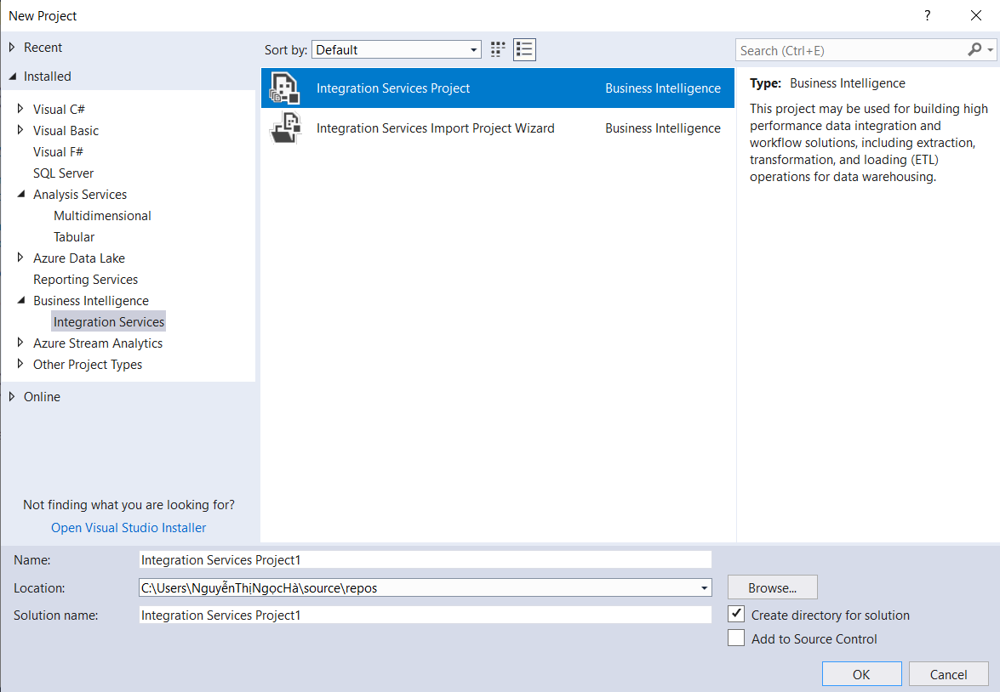 New Project
?
Recent
Installed
Visual C#
Visual Basic
Visual F#
SQL Server
Analysis Services
Multidimensional
Tabular
Azure Data Lake
Reporting Services
Business Intelligence
Integration Services
Azure Stream Analytics
Other Project Types
Online
Not finding what you are looking for?
Open Visual Studio Installer
Sort by: Default
Integration Services Project Business Intelligence
Integration Services Import Project Wizard Business Intelligence
Search (Ctrl+E)
Type: Business Intelligence
This project may be used for building high
performance data integration and
workflow solutions, including extraction,
transformation, and loading (ETL)
operations for data warehousing.
Name: Integration Services Project1
Location: C:\Users\NguyễnThịNgọcHà\source\repos Browse...
Solution name: Integration Services Project1
Create directory for solution
Add to Source Control
OK Cancel